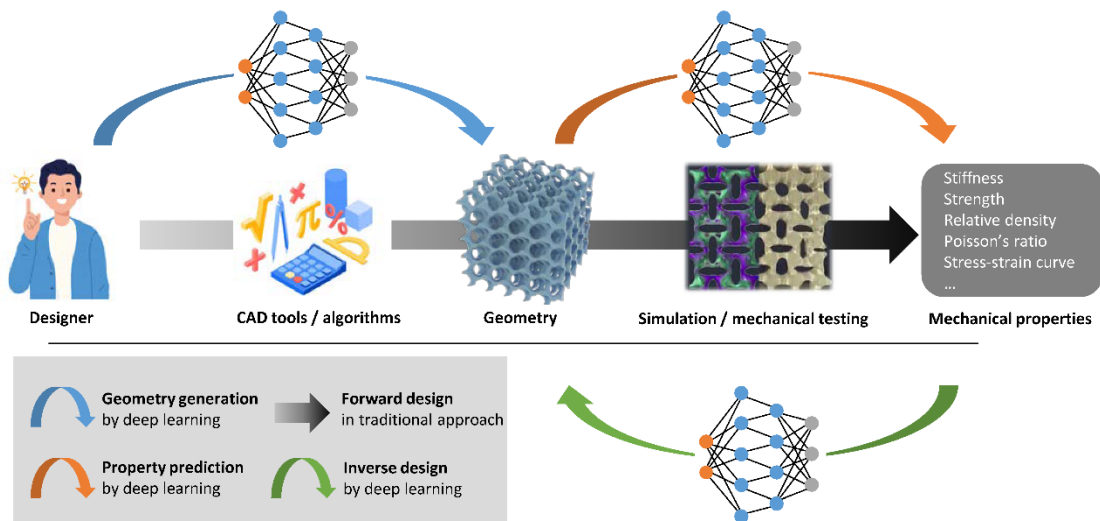 Stiffness
Strength
Relative density
Poisson's ratio
Stress-strain curve
...
Designer
CAD tools / algorithms
Geometry
Simulation / mechanical testing
Mechanical properties
Geometry generation
by deep learning
Forward design
in traditional approach
Property prediction
by deep learning
Inverse design
by deep learning